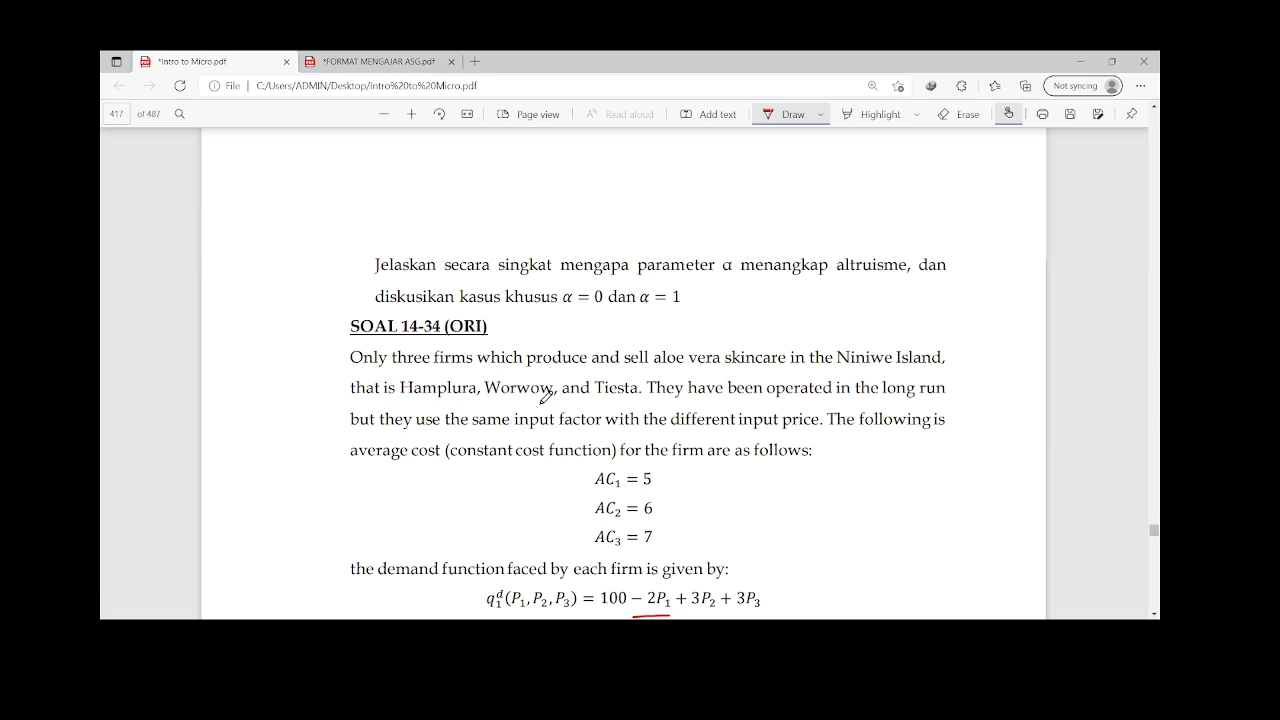 *Intro to Micro.pdf
*FORMAT MENGAJAR ASG.pdf
File | C:/Users/ADMIN/Desktop/Intro%20to%20Micro.pdf
Not syncing
417 of 487
Page view
Read aloud
Add text
Draw
Highlight
Erase
Jelaskan secara singkat mengapa parameter α menangkap altruisme, dan
diskusikan kasus khusus α = 0 dan α = 1
SOAL 14-34 (ORI)
Only three firms which produce and sell aloe vera skincare in the Niniwe Island,
that is Hamplura, Worwow, and Tiesta. They have been operated in the long run
but they use the same input factor with the different input price. The following is
average cost (constant cost function) for the firm are as follows:
AC₁ = 5
AC₂ = 6
AC₃ = 7
the demand function faced by each firm is given by:
q₁ᵈ(P₁, P₂, P₃) = 100 − 2P₁ + 3P₂ + 3P₃